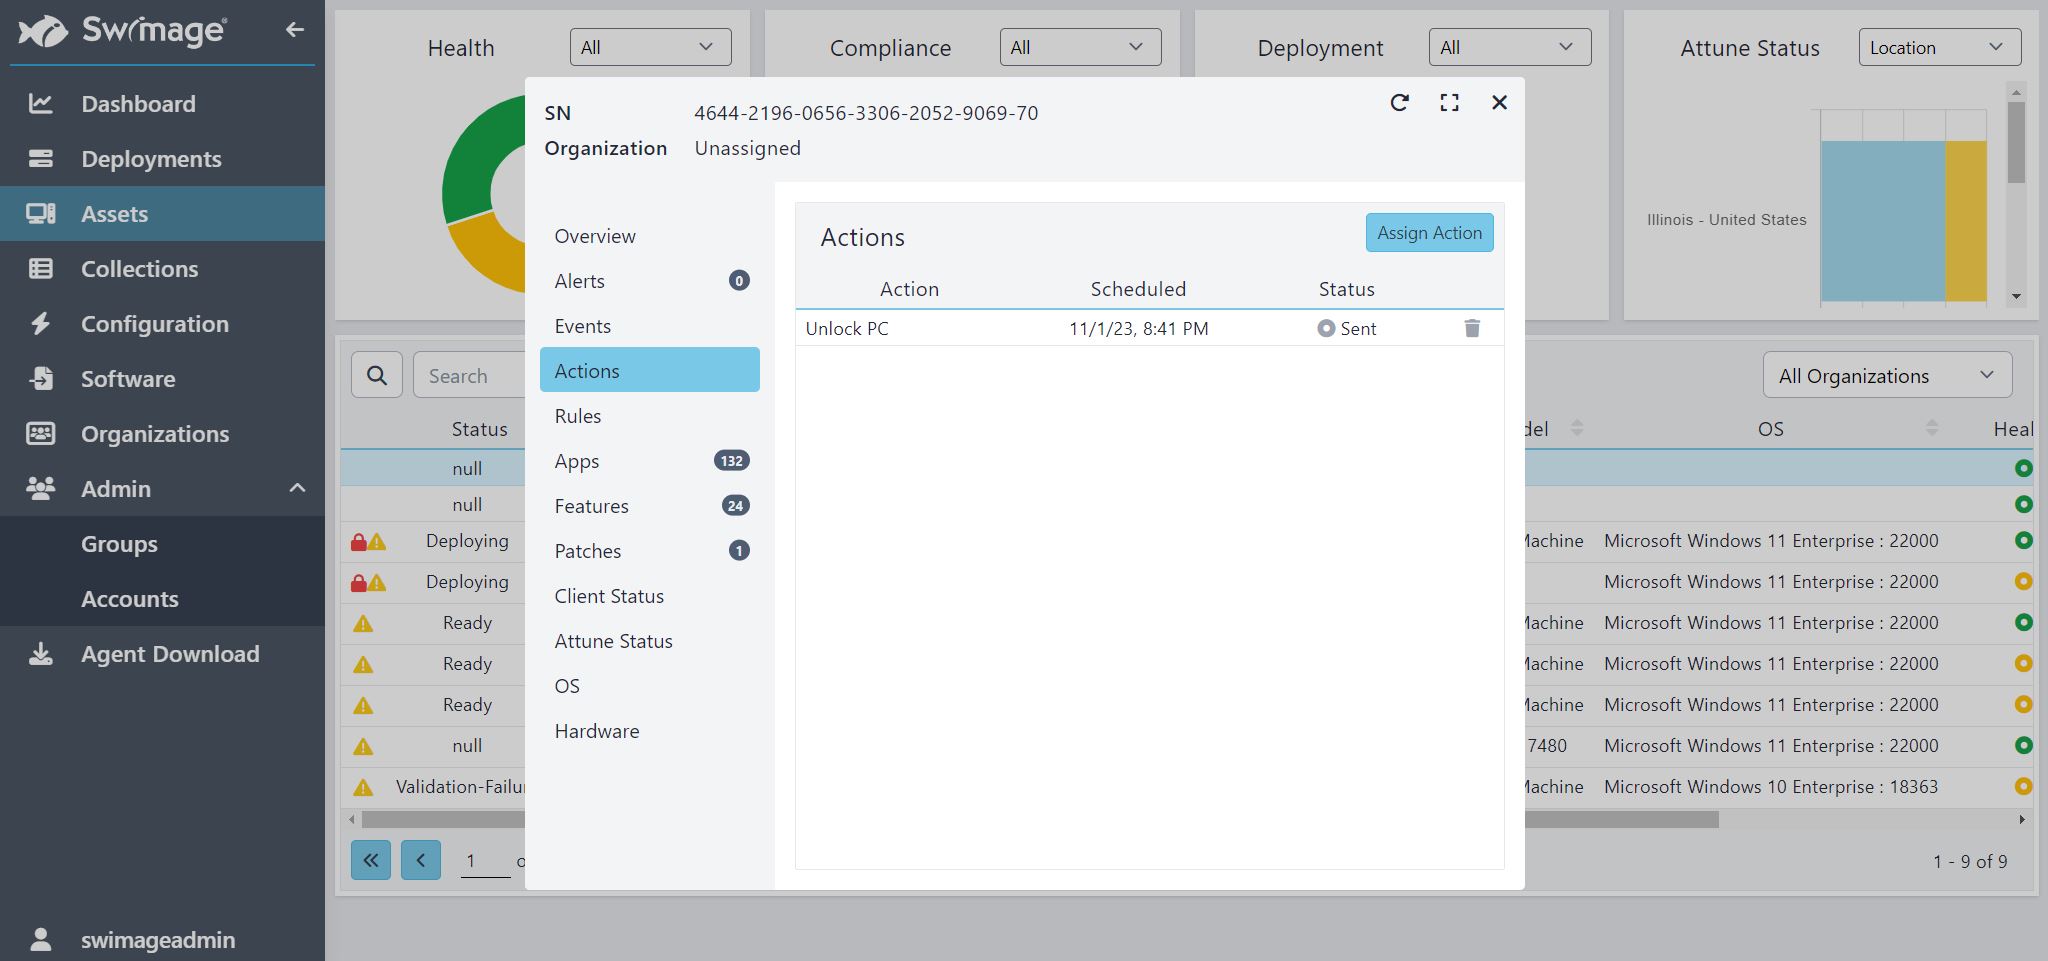 Swimage®
Dashboard
Deployments
Assets
Collections
Configuration
Software
Organizations
Admin
Groups
Accounts
Agent Download
swimageadmin
Health All
Compliance All
Deployment All
Attune Status Location
Illinois - United States
SN 4644-2196-0656-3306-2052-9069-70
Organization Unassigned
Overview
Alerts 0
Events
Actions
Rules
Apps 132
Features 24
Patches 1
Client Status
Attune Status
OS
Hardware
Actions Assign Action
Action Scheduled Status
Unlock PC 11/1/23, 8:41 PM Sent
Search All Organizations
Status del OS Heal
null
null
Deploying Machine Microsoft Windows 11 Enterprise : 22000
Deploying Microsoft Windows 11 Enterprise : 22000
Ready Machine Microsoft Windows 11 Enterprise : 22000
Ready Machine Microsoft Windows 11 Enterprise : 22000
Ready Machine Microsoft Windows 11 Enterprise : 22000
null 7480 Microsoft Windows 11 Enterprise : 22000
Validation-Failur Machine Microsoft Windows 10 Enterprise : 18363
1 o 1 - 9 of 9